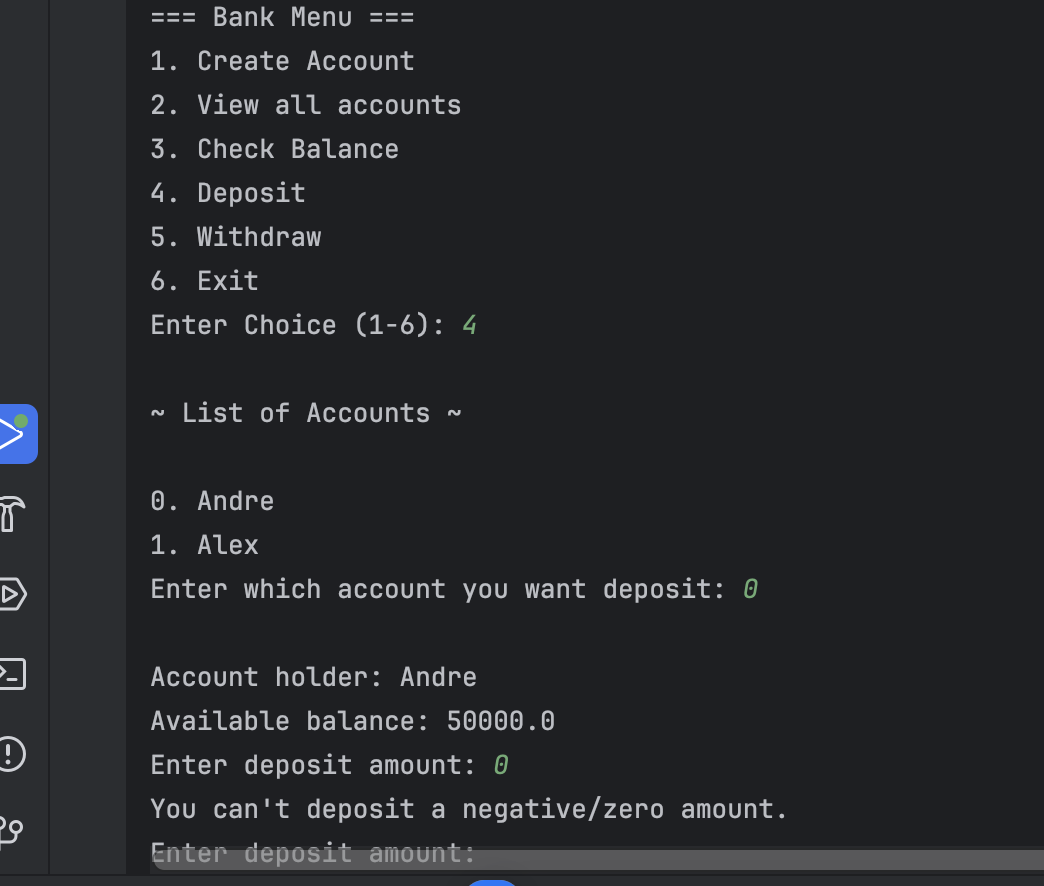 === Bank Menu ===
1. Create Account
2. View all accounts
3. Check Balance
4. Deposit
5. Withdraw
6. Exit
Enter Choice (1-6): 4
~ List of Accounts ~
0. Andre
1. Alex
Enter which account you want deposit: 0
Account holder: Andre
Available balance: 50000.0
Enter deposit amount: 0
You can't deposit a negative/zero amount.
Enter deposit amount: